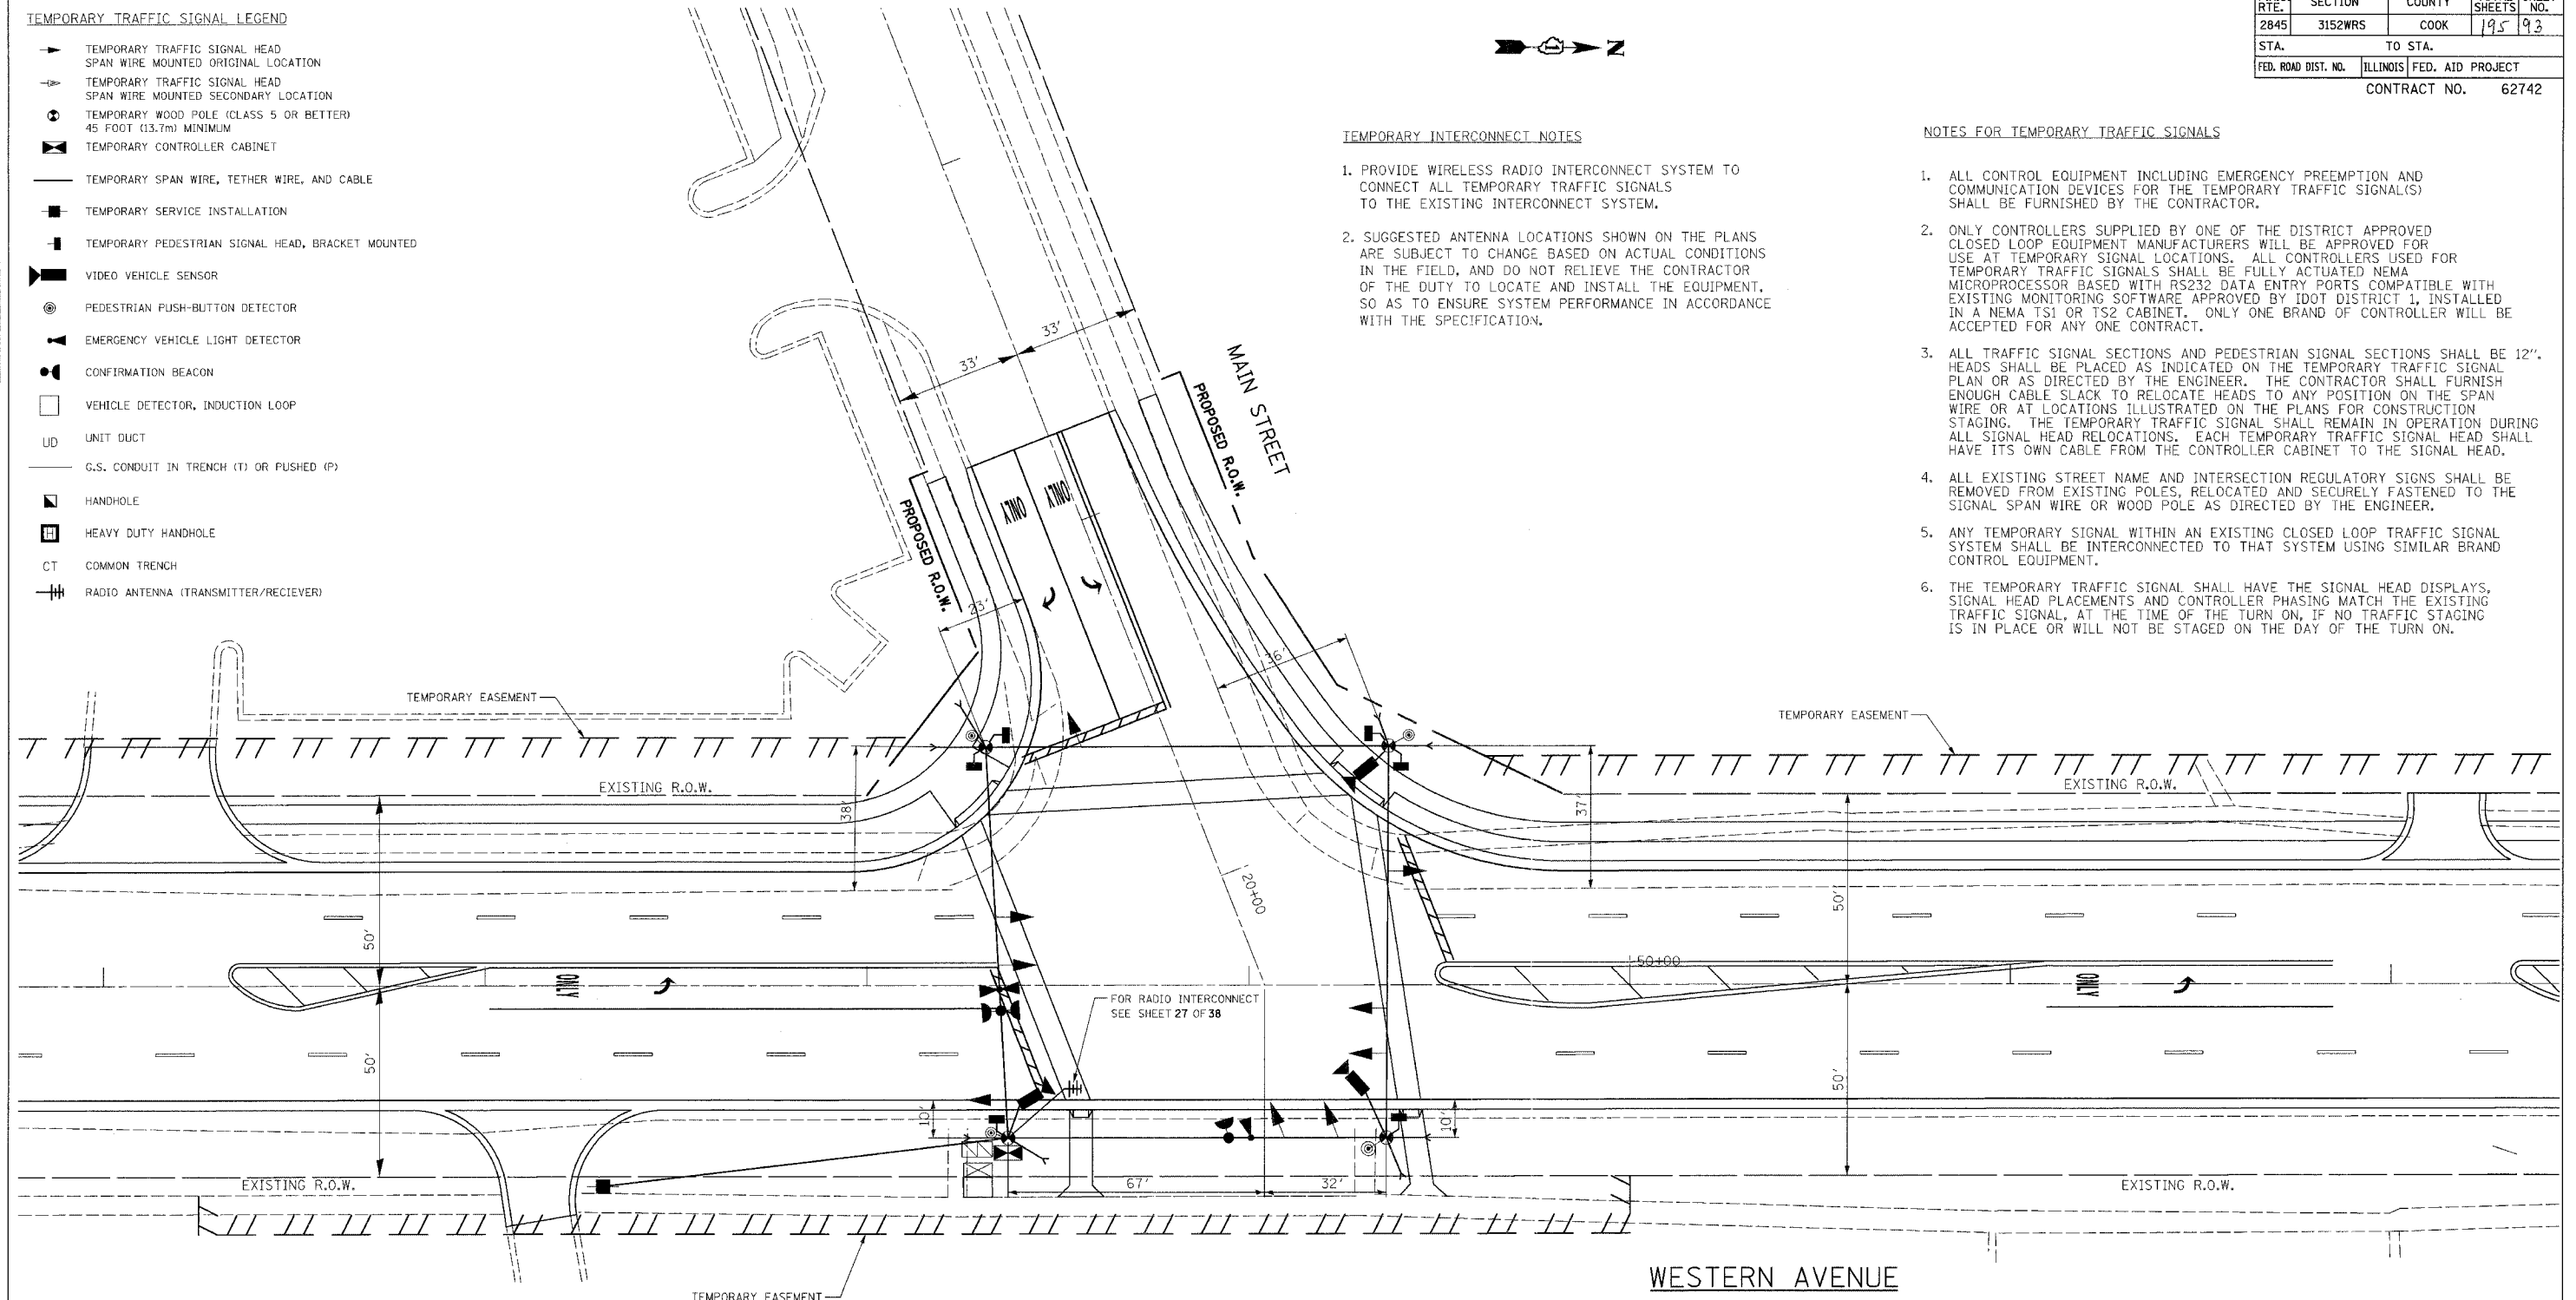 TEMPORARY TRAFFIC SIGNAL LEGEND
TEMPORARY TRAFFIC SIGNAL HEAD
SPAN WIRE MOUNTED ORIGINAL LOCATION
TEMPORARY TRAFFIC SIGNAL HEAD
SPAN WIRE MOUNTED SECONDARY LOCATION
TEMPORARY WOOD POLE (CLASS 5 OR BETTER)
45 FOOT (13.7m) MINIMUM
TEMPORARY CONTROLLER CABINET
TEMPORARY SPAN WIRE, TETHER WIRE, AND CABLE
TEMPORARY SERVICE INSTALLATION
TEMPORARY PEDESTRIAN SIGNAL HEAD, BRACKET MOUNTED
VIDEO VEHICLE SENSOR
PEDESTRIAN PUSH-BUTTON DETECTOR
EMERGENCY VEHICLE LIGHT DETECTOR
CONFIRMATION BEACON
VEHICLE DETECTOR, INDUCTION LOOP
UD UNIT DUCT
G.S. CONDUIT IN TRENCH (T) OR PUSHED (P)
HANDHOLE
H HEAVY DUTY HANDHOLE
CT COMMON TRENCH
RADIO ANTENNA (TRANSMITTER/RECIEVER)
N
RTE. SECTION COUNTY SHEETS NO.
2845 3152WRS COOK 195 93
STA. TO STA.
FED. ROAD DIST. NO. ILLINOIS FED. AID PROJECT
CONTRACT NO. 62742
TEMPORARY INTERCONNECT NOTES
1. PROVIDE WIRELESS RADIO INTERCONNECT SYSTEM TO
CONNECT ALL TEMPORARY TRAFFIC SIGNALS
TO THE EXISTING INTERCONNECT SYSTEM.
2. SUGGESTED ANTENNA LOCATIONS SHOWN ON THE PLANS
ARE SUBJECT TO CHANGE BASED ON ACTUAL CONDITIONS
IN THE FIELD, AND DO NOT RELIEVE THE CONTRACTOR
OF THE DUTY TO LOCATE AND INSTALL THE EQUIPMENT,
SO AS TO ENSURE SYSTEM PERFORMANCE IN ACCORDANCE
WITH THE SPECIFICATION.
NOTES FOR TEMPORARY TRAFFIC SIGNALS
1. ALL CONTROL EQUIPMENT INCLUDING EMERGENCY PREEMPTION AND
COMMUNICATION DEVICES FOR THE TEMPORARY TRAFFIC SIGNAL(S)
SHALL BE FURNISHED BY THE CONTRACTOR.
2. ONLY CONTROLLERS SUPPLIED BY ONE OF THE DISTRICT APPROVED
CLOSED LOOP EQUIPMENT MANUFACTURERS WILL BE APPROVED FOR
USE AT TEMPORARY SIGNAL LOCATIONS. ALL CONTROLLERS USED FOR
TEMPORARY TRAFFIC SIGNALS SHALL BE FULLY ACTUATED NEMA
MICROPROCESSOR BASED WITH RS232 DATA ENTRY PORTS COMPATIBLE WITH
EXISTING MONITORING SOFTWARE APPROVED BY IDOT DISTRICT 1, INSTALLED
IN A NEMA TS1 OR TS2 CABINET. ONLY ONE BRAND OF CONTROLLER WILL BE
ACCEPTED FOR ANY ONE CONTRACT.
3. ALL TRAFFIC SIGNAL SECTIONS AND PEDESTRIAN SIGNAL SECTIONS SHALL BE 12".
HEADS SHALL BE PLACED AS INDICATED ON THE TEMPORARY TRAFFIC SIGNAL
PLAN OR AS DIRECTED BY THE ENGINEER. THE CONTRACTOR SHALL FURNISH
ENOUGH CABLE SLACK TO RELOCATE HEADS TO ANY POSITION ON THE SPAN
WIRE OR AT LOCATIONS ILLUSTRATED ON THE PLANS FOR CONSTRUCTION
STAGING. THE TEMPORARY TRAFFIC SIGNAL SHALL REMAIN IN OPERATION DURING
ALL SIGNAL HEAD RELOCATIONS. EACH TEMPORARY TRAFFIC SIGNAL HEAD SHALL
HAVE ITS OWN CABLE FROM THE CONTROLLER CABINET TO THE SIGNAL HEAD.
4. ALL EXISTING STREET NAME AND INTERSECTION REGULATORY SIGNS SHALL BE
REMOVED FROM EXISTING POLES, RELOCATED AND SECURELY FASTENED TO THE
SIGNAL SPAN WIRE OR WOOD POLE AS DIRECTED BY THE ENGINEER.
5. ANY TEMPORARY SIGNAL WITHIN AN EXISTING CLOSED LOOP TRAFFIC SIGNAL
SYSTEM SHALL BE INTERCONNECTED TO THAT SYSTEM USING SIMILAR BRAND
CONTROL EQUIPMENT.
6. THE TEMPORARY TRAFFIC SIGNAL SHALL HAVE THE SIGNAL HEAD DISPLAYS,
SIGNAL HEAD PLACEMENTS AND CONTROLLER PHASING MATCH THE EXISTING
TRAFFIC SIGNAL, AT THE TIME OF THE TURN ON, IF NO TRAFFIC STAGING
IS IN PLACE OR WILL NOT BE STAGED ON THE DAY OF THE TURN ON.
33'
33'
MAIN STREET
PROPOSED R.O.W.
PROPOSED R.O.W.
ONLY
ONLY
23'
36'
TEMPORARY EASEMENT
TEMPORARY EASEMENT
EXISTING R.O.W.
EXISTING R.O.W.
38'
37'
20+00
50'
50'
ONLY
50+00
ONLY
FOR RADIO INTERCONNECT
SEE SHEET 27 OF 38
50'
50'
10'
10'
67'
32'
EXISTING R.O.W.
EXISTING R.O.W.
WESTERN AVENUE
TEMPORARY EASEMENT